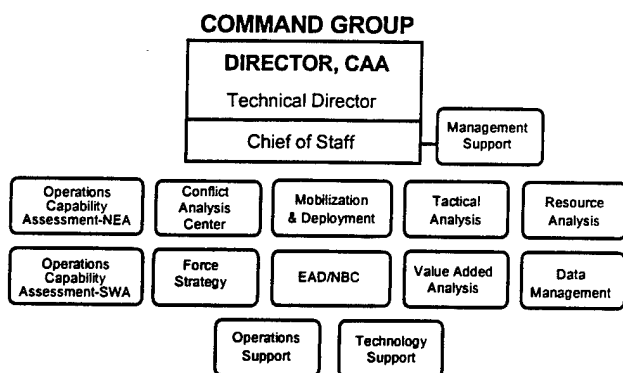 COMMAND GROUP
DIRECTOR, CAA
Technical Director
Chief of Staff
Management
Support
Operations
Capability
Assessment-NEA
Conflict
Analysis
Center
Mobilization
& Deployment
Tactical
Analysis
Resource
Analysis
Operations
Capability
Assessment-SWA
Force
Strategy
EAD/NBC
Value Added
Analysis
Data
Management
Operations
Support
Technology
Support